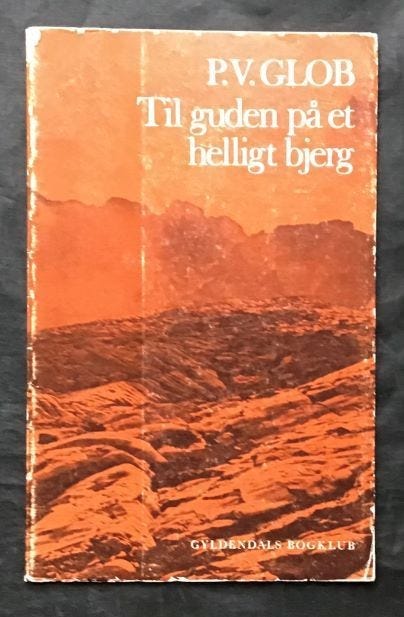 P.V. GLOB
Til guden på et
helligt bjerg
GYLDENDALS BOGKLUB